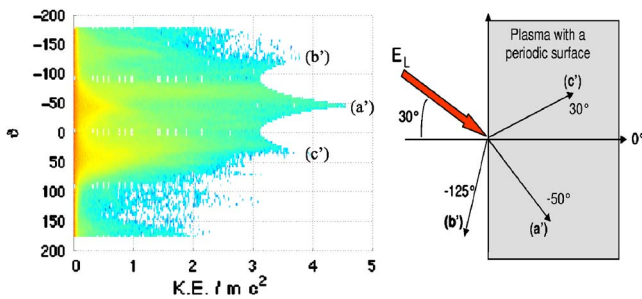 −200
−150
−100
−50
0
50
100
150
200
ϑ
0 1 2 3 4 5
K.E. / m c²
(b')
(a')
(c')
Plasma with a
periodic surface
E_L
30°
(c')
30°
0°
-50°
(a')
-125°
(b')